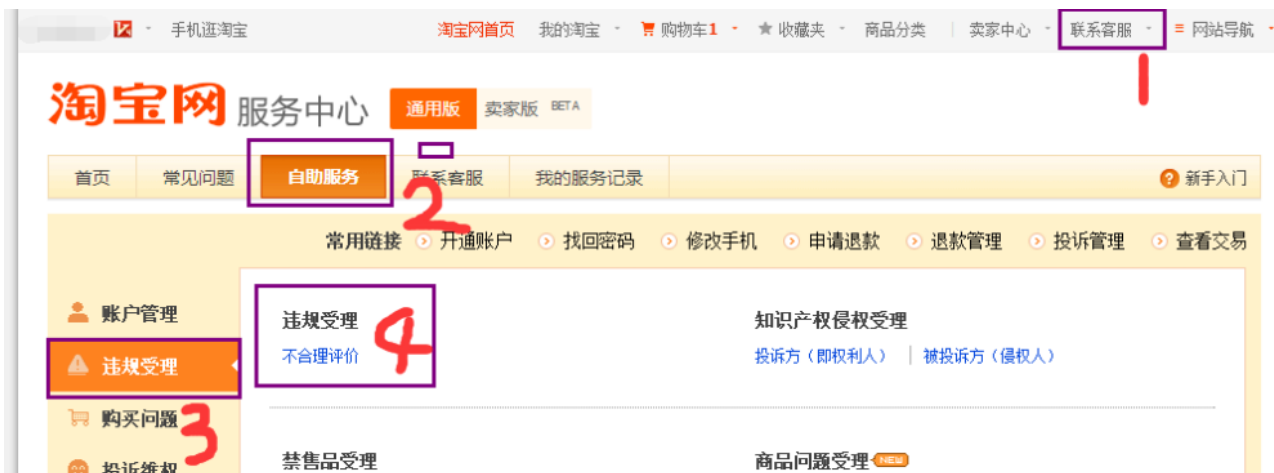 手机逛淘宝 淘宝网首页 我的淘宝 购物车1 收藏夹 商品分类 卖家中心 联系客服 网站导航
1
淘宝网 服务中心 通用版 卖家版 BETA
首页 常见问题 自助服务 联系客服 我的服务记录 ? 新手入门
2
常用链接 开通账户 找回密码 修改手机 申请退款 退款管理 投诉管理 查看交易
账户管理 违规受理 知识产权侵权受理
4
违规受理 不合理评价 投诉方（即权利人） 被投诉方（侵权人）
购买问题
3
投诉维权 禁售品受理 商品问题受理 NEW